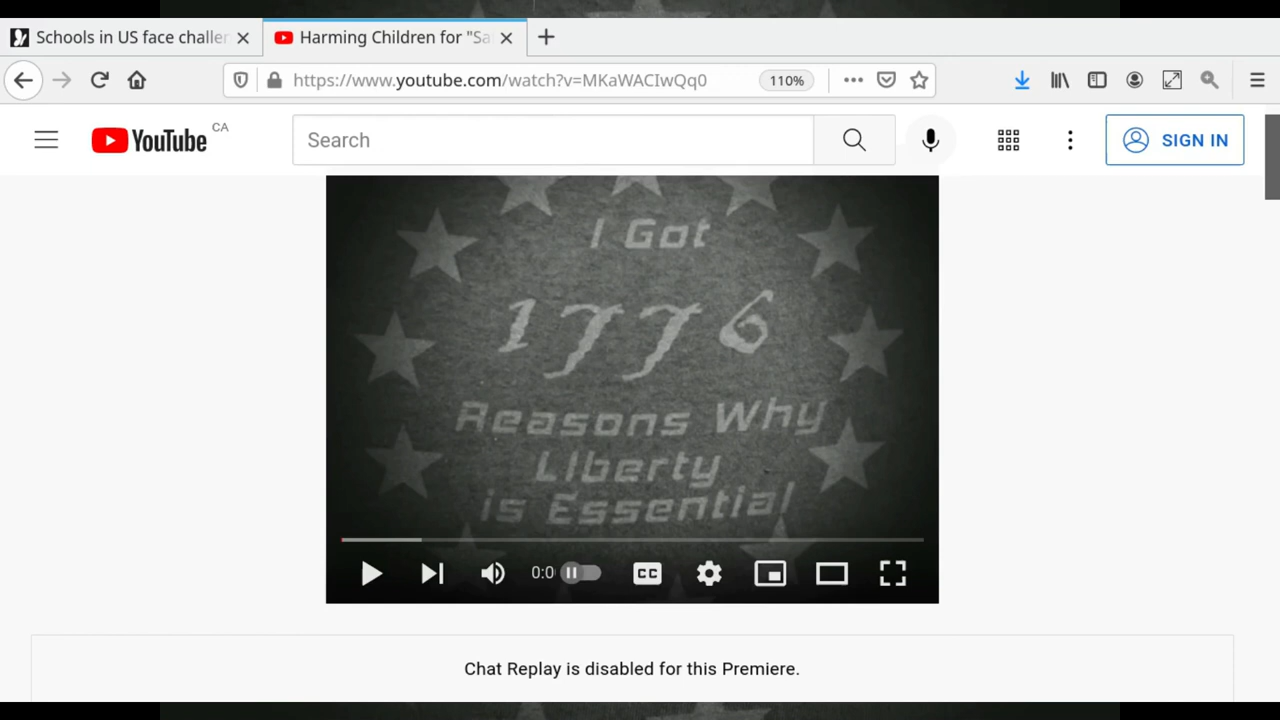 Schools in US face challe
Harming Children for "Sa
https://www.youtube.com/watch?v=MKaWACIwQq0
110%
YouTube CA
Search
SIGN IN
I Got
1776
Reasons Why
LIberty
is Essential
0:0
CC
Chat Replay is disabled for this Premiere.